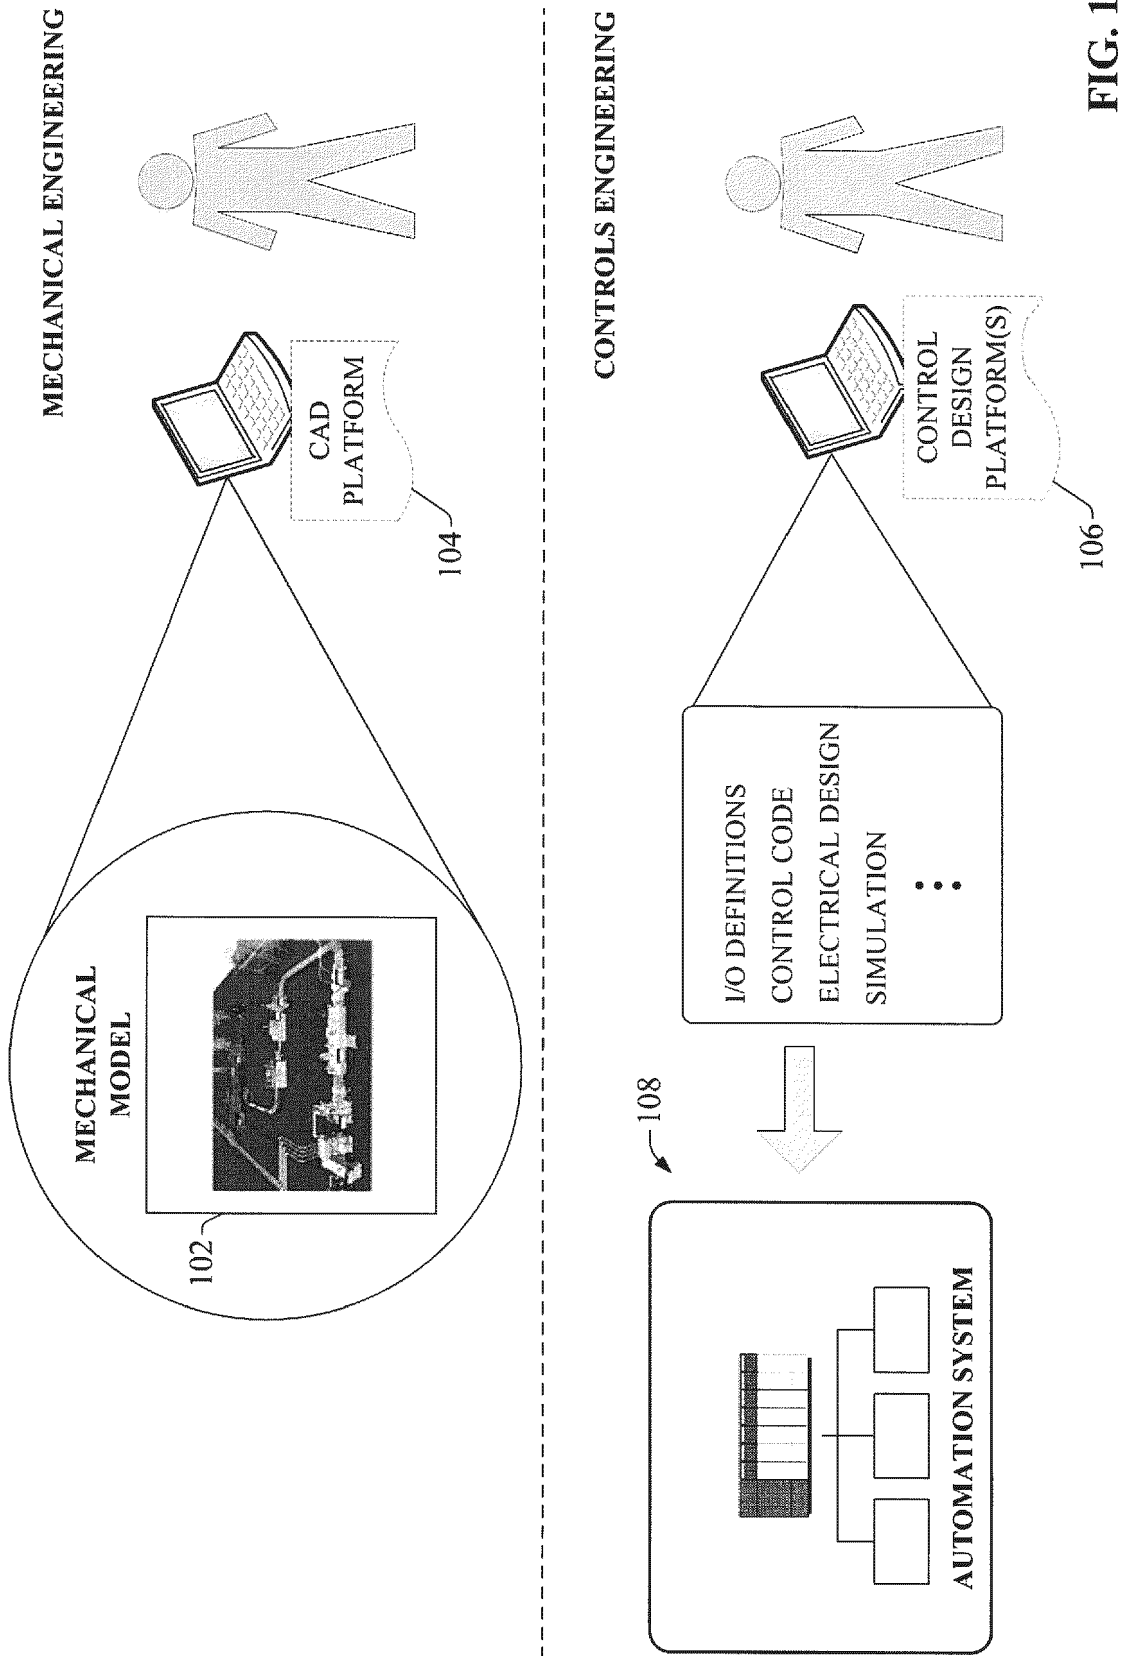 MECHANICAL ENGINEERING
MECHANICAL
MODEL
102
CAD
PLATFORM
104
CONTROLS ENGINEERING
108
I/O DEFINITIONS
CONTROL CODE
ELECTRICAL DESIGN
SIMULATION
CONTROL
DESIGN
PLATFORM(S)
106
AUTOMATION SYSTEM
FIG. 1